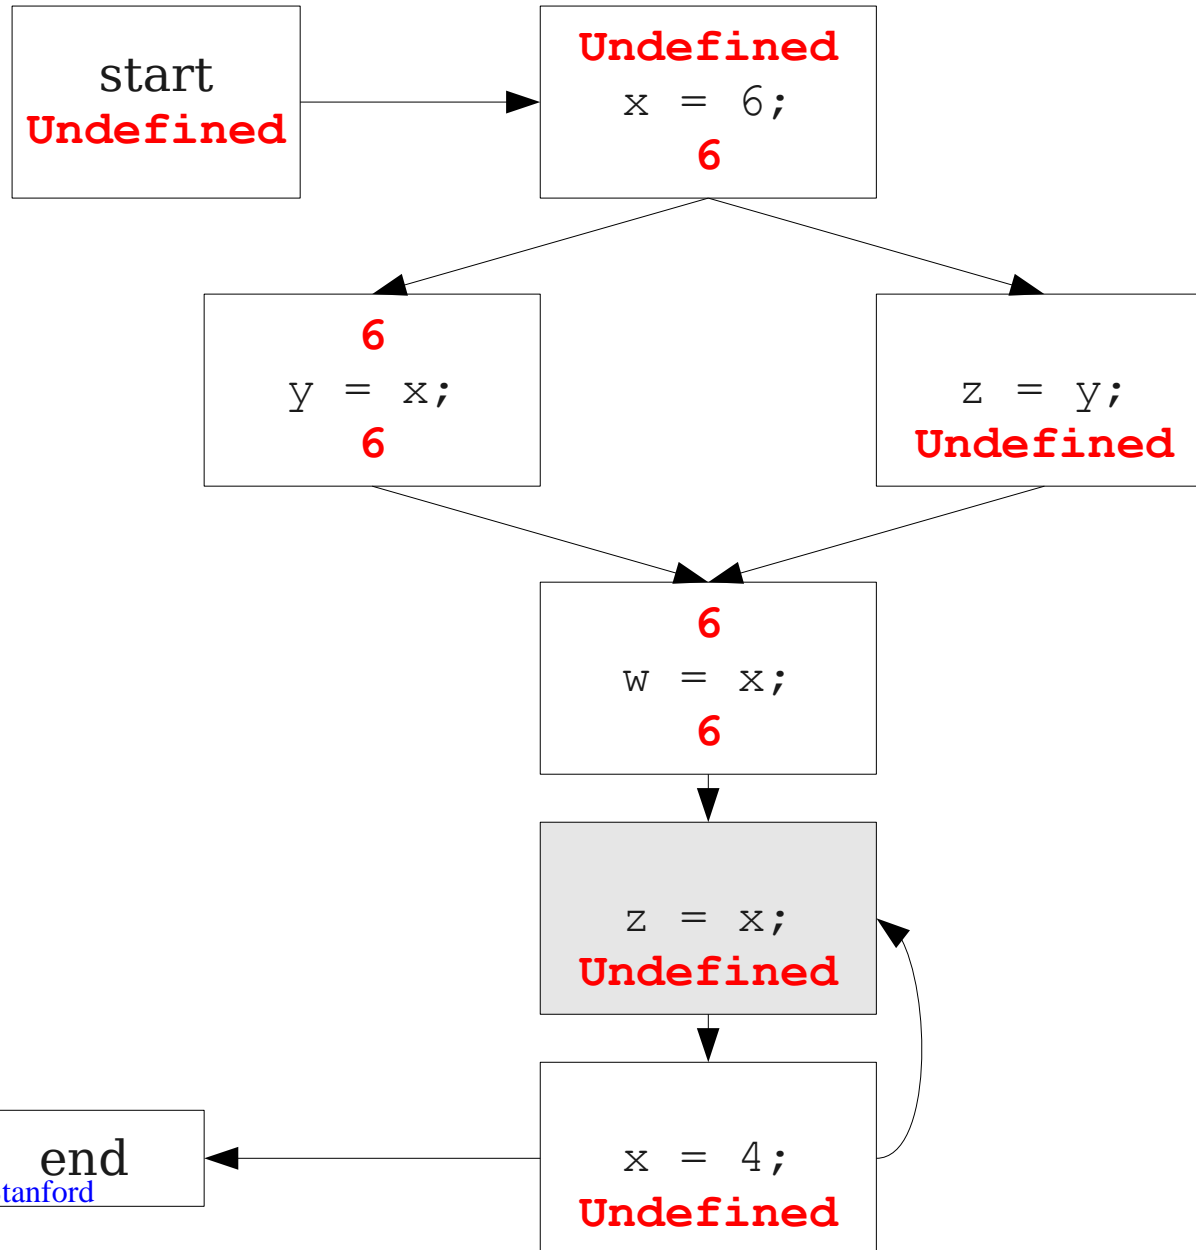 start
Undefined
Undefined
x = 6;
6
6
y = x;
6
z = y;
Undefined
6
w = x;
6
z = x;
Undefined
x = 4;
Undefined
end
tanford